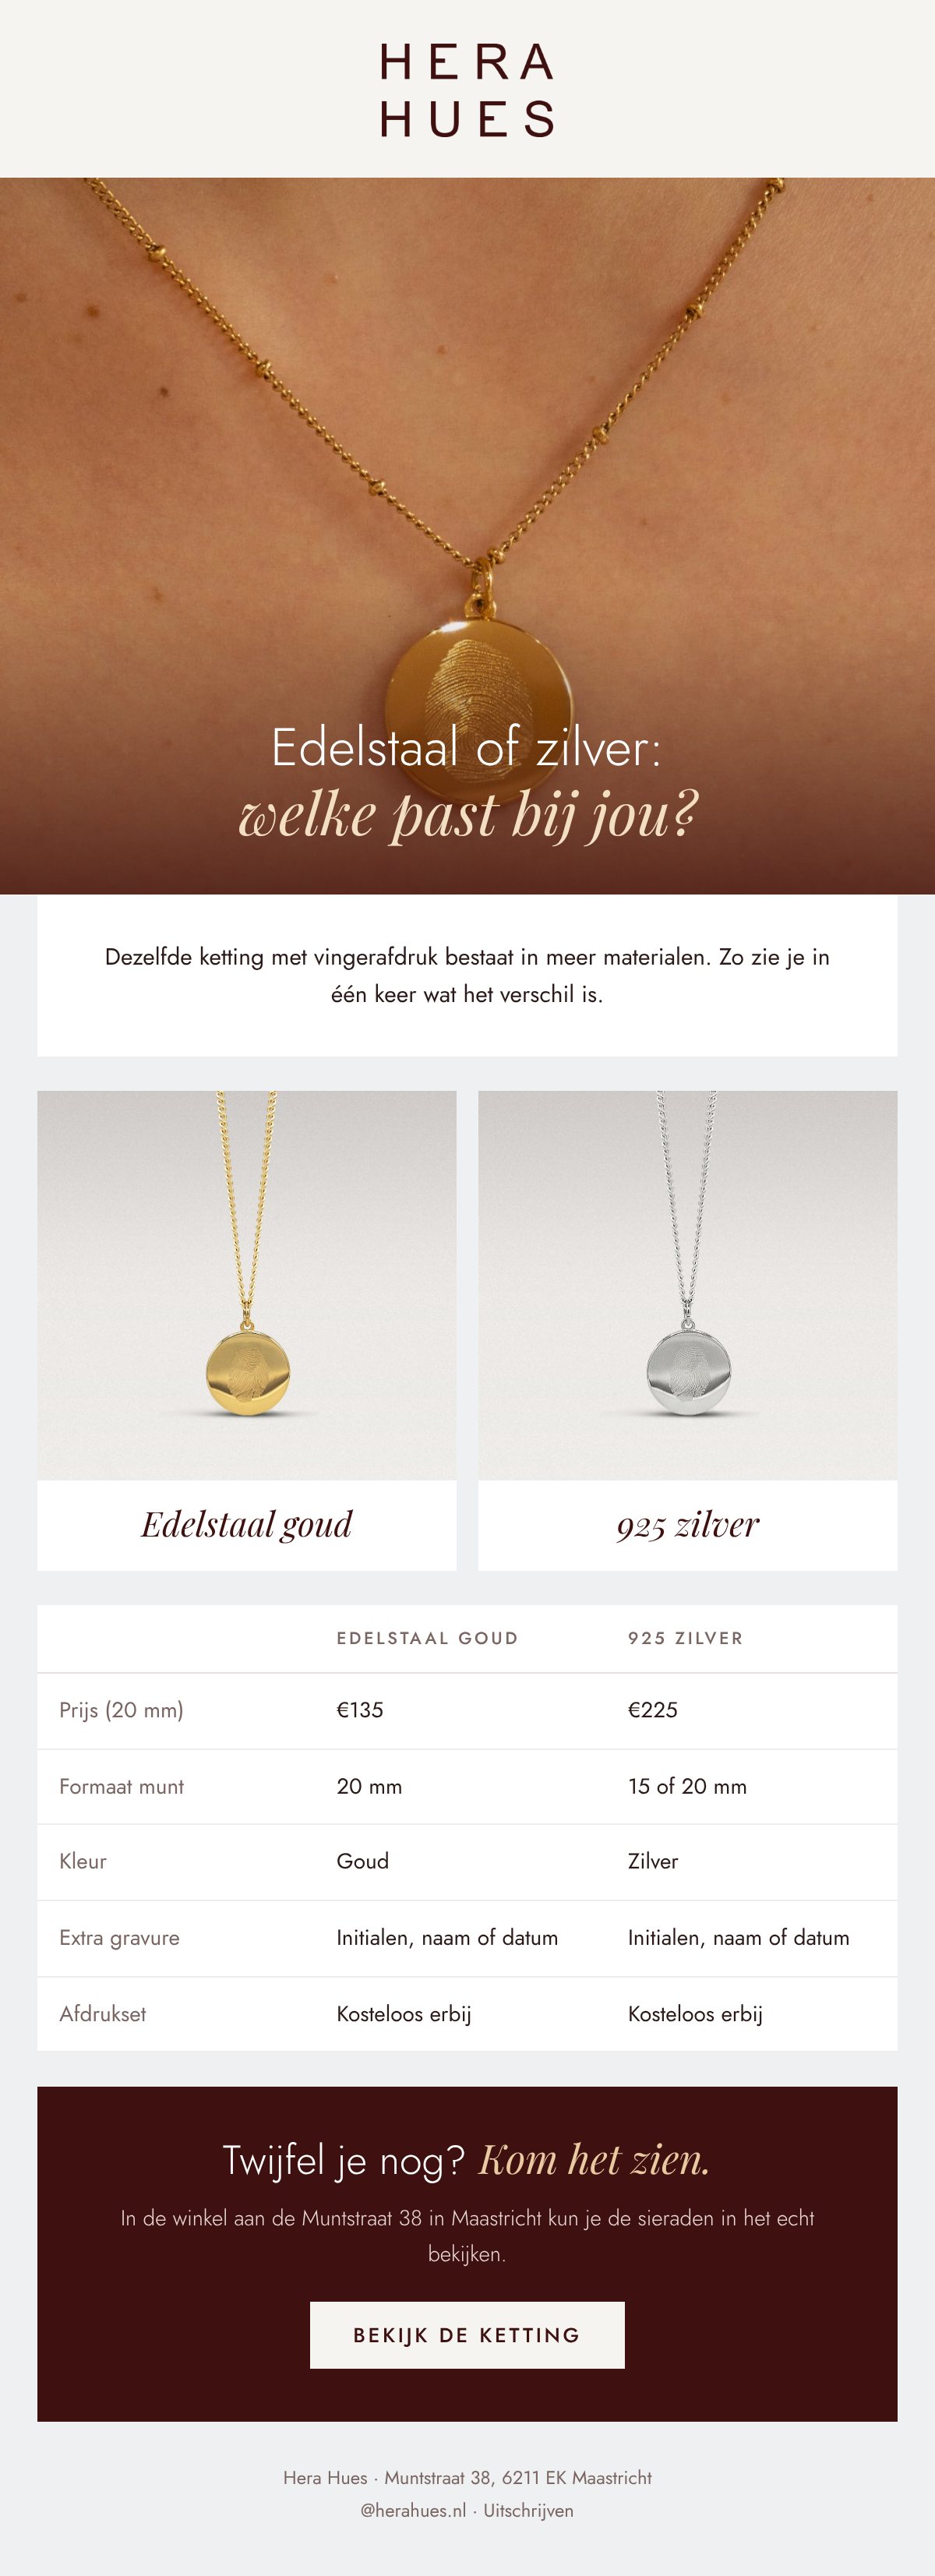 HERA
HUES
Edelstaal of zilver:
welke past bij jou?
Dezelfde ketting met vingerafdruk bestaat in meer materialen. Zo zie je in
één keer wat het verschil is.
Edelstaal goud
925 zilver
EDELSTAAL GOUD 925 ZILVER
Prijs (20 mm) €135 €225
Formaat munt 20 mm 15 of 20 mm
Kleur Goud Zilver
Extra gravure Initialen, naam of datum Initialen, naam of datum
Afdrukset Kosteloos erbij Kosteloos erbij
Twijfel je nog? Kom het zien.
In de winkel aan de Muntstraat 38 in Maastricht kun je de sieraden in het echt
bekijken.
BEKIJK DE KETTING
Hera Hues · Muntstraat 38, 6211 EK Maastricht
@herahues.nl · Uitschrijven